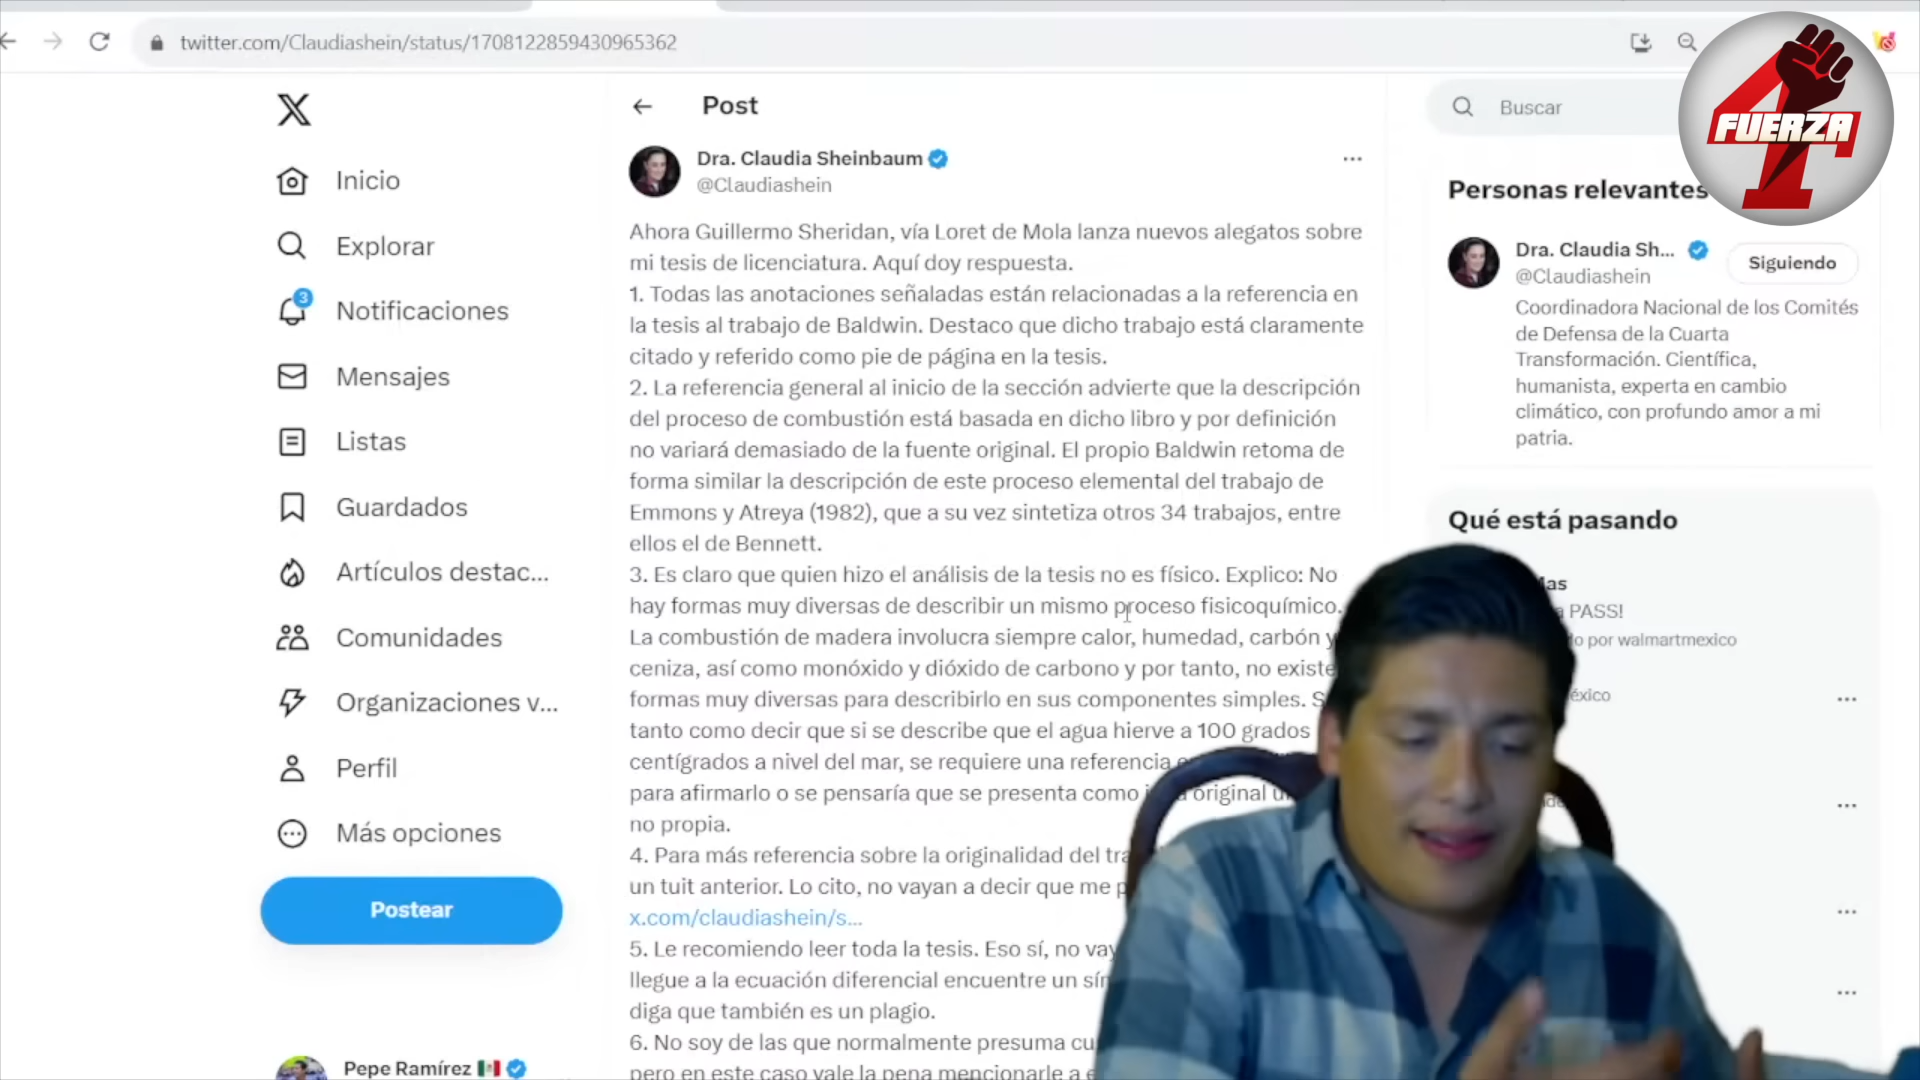 twitter.com/Claudiashein/status/1708122859430965362
FUERZA
4T
Inicio
Explorar
3
Notificaciones
Mensajes
Listas
Guardados
Artículos destac...
Comunidades
Organizaciones v...
Perfil
Más opciones
Postear
Pepe Ramírez
Post
Dra. Claudia Sheinbaum
@Claudiashein
Ahora Guillermo Sheridan, vía Loret de Mola lanza nuevos alegatos sobre
mi tesis de licenciatura. Aquí doy respuesta.
1. Todas las anotaciones señaladas están relacionadas a la referencia en
la tesis al trabajo de Baldwin. Destaco que dicho trabajo está claramente
citado y referido como pie de página en la tesis.
2. La referencia general al inicio de la sección advierte que la descripción
del proceso de combustión está basada en dicho libro y por definición
no variará demasiado de la fuente original. El propio Baldwin retoma de
forma similar la descripción de este proceso elemental del trabajo de
Emmons y Atreya (1982), que a su vez sintetiza otros 34 trabajos, entre
ellos el de Bennett.
3. Es claro que quien hizo el análisis de la tesis no es físico. Explico: No
hay formas muy diversas de describir un mismo proceso fisicoquímico.
La combustión de madera involucra siempre calor, humedad, carbón y
ceniza, así como monóxido y dióxido de carbono y por tanto, no existe
formas muy diversas para describirlo en sus componentes simples.
tanto como decir que si se describe que el agua hierve a 100 grados
centígrados a nivel del mar, se requiere una referencia
para afirmarlo o se pensaría que se presenta como original
no propia.
4. Para más referencia sobre la originalidad del
un tuit anterior. Lo cito, no vayan a decir que me
x.com/claudiashein/s...
5. Le recomiendo leer toda la tesis. Eso sí, no
llegue a la ecuación diferencial encuentre un
diga que también es un plagio.
6. No soy de las que normalmente presuma
pero en este caso vale la pena mencionarle a
Buscar
Personas relevantes
Dra. Claudia Sh...
@Claudiashein
Siguiendo
Coordinadora Nacional de los Comités
de Defensa de la Cuarta
Transformación. Científica,
humanista, experta en cambio
climático, con profundo amor a mi
patria.
Qué está pasando
PASS!
por walmartmexico